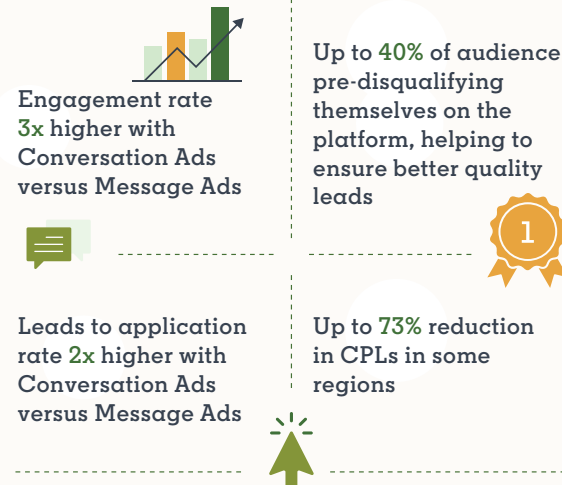 Engagement rate
3x higher with
Conversation Ads
versus Message Ads
Up to 40% of audience
pre-disqualifying
themselves on the
platform, helping to
ensure better quality
leads
1
Leads to application
rate 2x higher with
Conversation Ads
versus Message Ads
Up to 73% reduction
in CPLs in some
regions